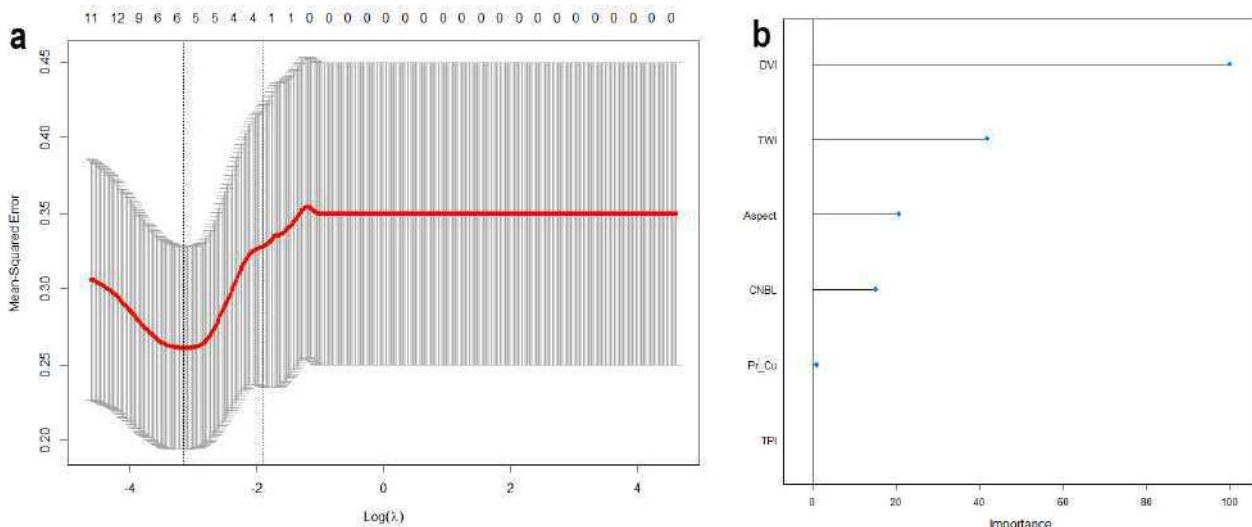 11 12 9 6 6 5 5 4 4 1 1 0 0 0 0 0 0 0 0 0 0 0 0 0 0 0 0 0 0 0 0
a
0.45
0.40
0.35
0.30
0.25
0.20
Mean-Squared Error
-4 -2 0 2 4
Log(λ)
b
DVI
TWI
Aspect
CNBL
Pr_Cu
TPI
0 20 40 60 80 100
Importance